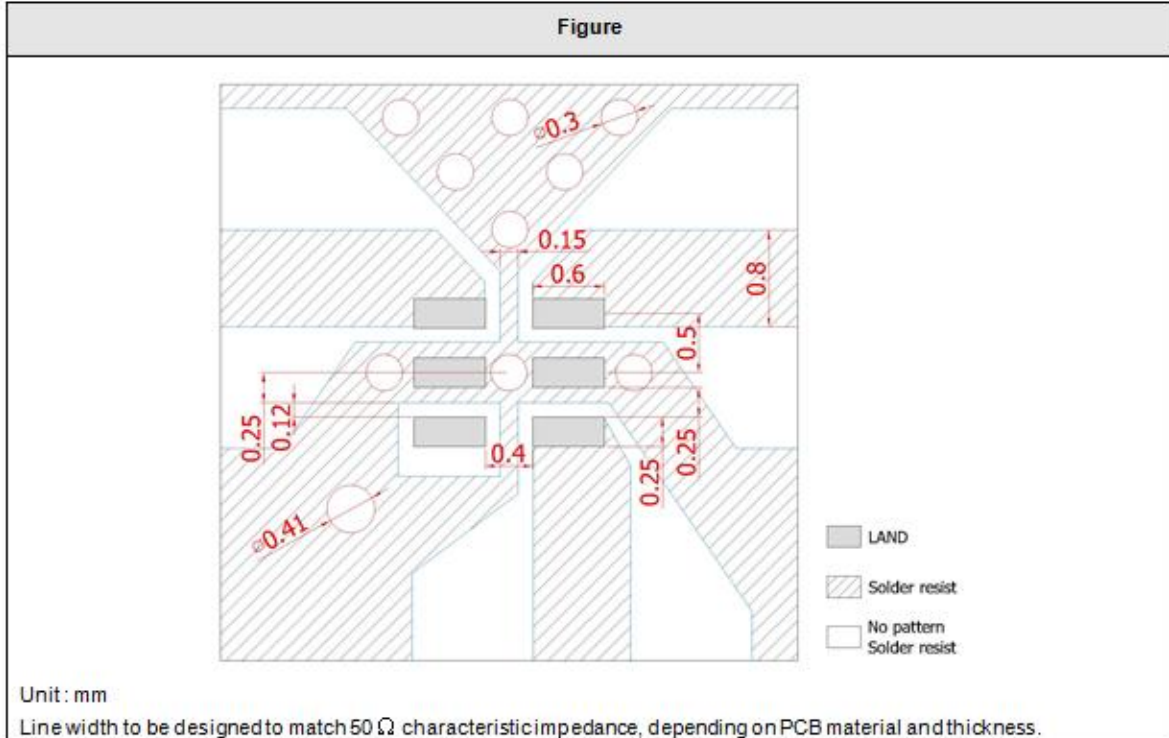 Figure
⌀0.3
0.15
0.6
0.8
0.5
0.25
0.12
0.4
0.25
0.25
⌀0.41
LAND
Solder resist
No pattern
Solder resist
Unit : mm
Line width to be designed to match 50 Ω characteristic impedance, depending on PCB material and thickness.